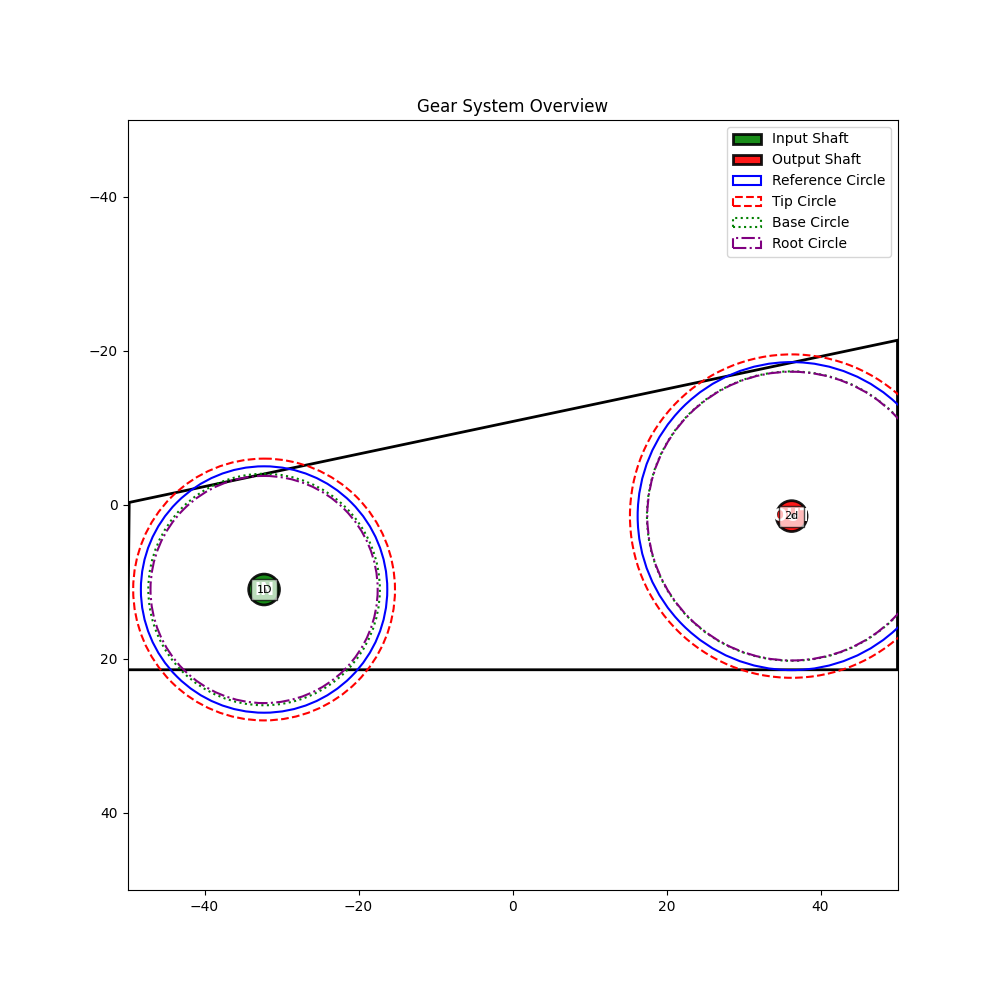 Gear System Overview
Input Shaft
Output Shaft
Reference Circle
Tip Circle
Base Circle
Root Circle
−40
−20
0
20
40
1D
2d
−40
−20
0
20
40